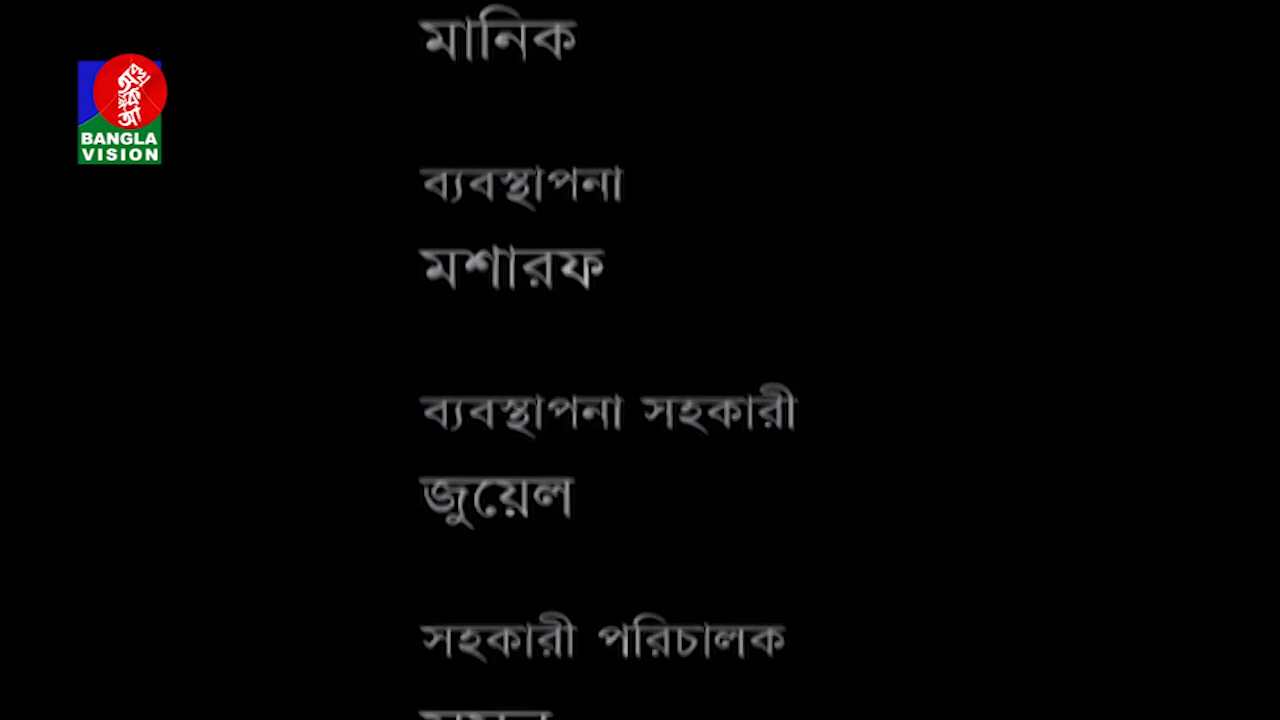 মানিক
BANGLA
VISION
ব্যবস্থাপনা
মশারফ
ব্যবস্থাপনা সহকারী
জুয়েল
সহকারী পরিচালক